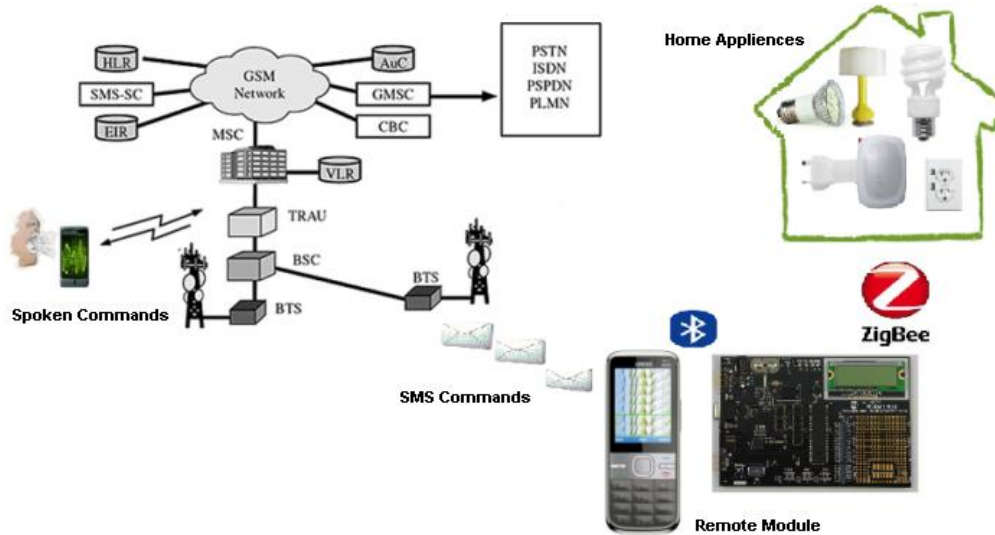 HLR
SMS-SC
EIR
GSM
Network
AuC
GMSC
CBC
PSTN
ISDN
PSPDN
PLMN
MSC
VLR
TRAU
BSC
BTS
BTS
Spoken Commands
SMS Commands
Home Appliences
ZigBee
Remote Module